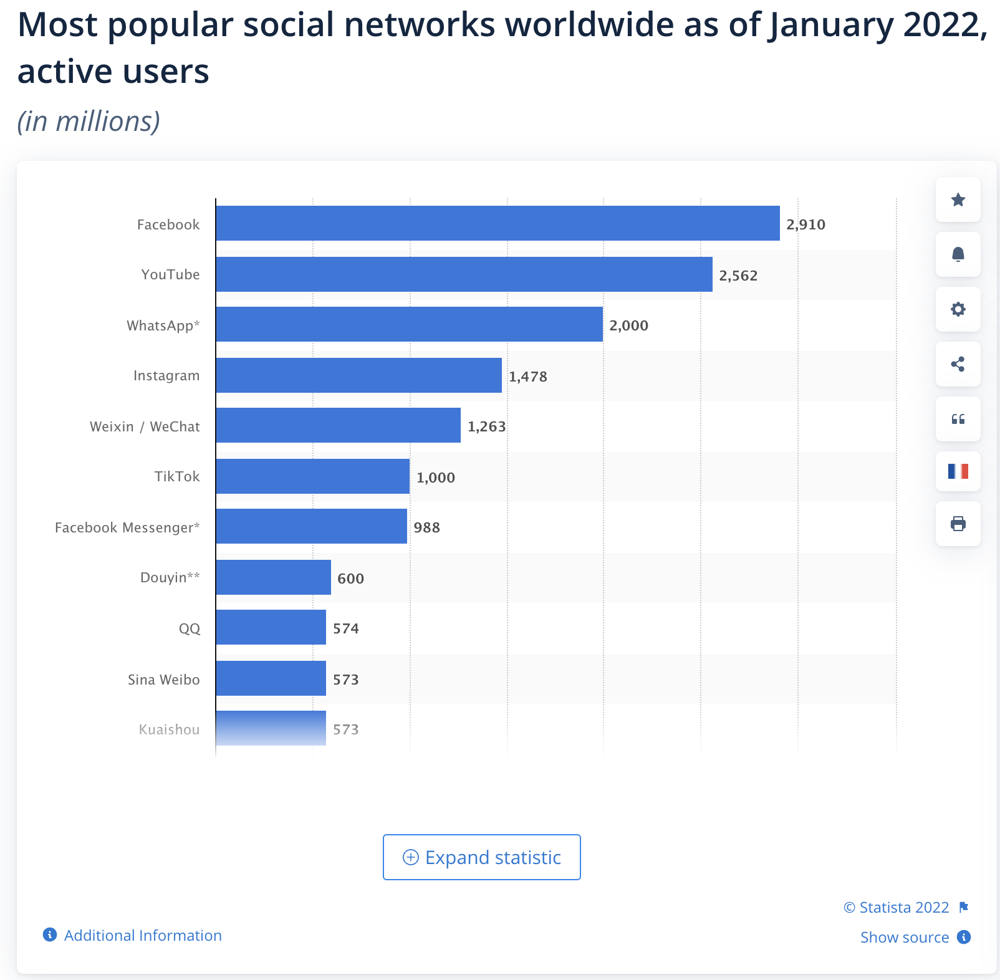 Most popular social networks worldwide as of January 2022,
active users
(in millions)
Facebook 2,910
YouTube 2,562
WhatsApp* 2,000
Instagram 1,478
Weixin / WeChat 1,263
TikTok 1,000
Facebook Messenger* 988
Douyin** 600
QQ 574
Sina Weibo 573
Kuaishou 573
Expand statistic
© Statista 2022
Additional Information
Show source